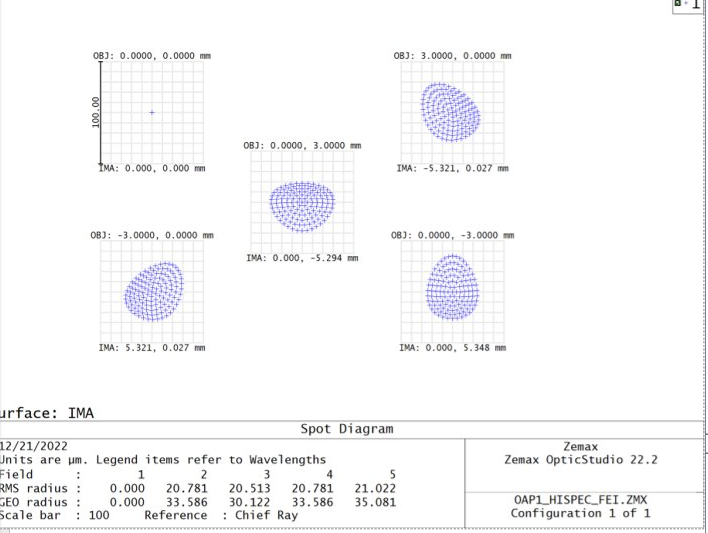 1
OBJ: 0.0000, 0.0000 mm
OBJ: 3.0000, 0.0000 mm
100.00
IMA: 0.000, 0.000 mm
OBJ: 0.0000, 3.0000 mm
IMA: -5.321, 0.027 mm
OBJ: -3.0000, 0.0000 mm
OBJ: 0.0000, -3.0000 mm
IMA: 0.000, -5.294 mm
IMA: 5.321, 0.027 mm
IMA: 0.000, 5.348 mm
urface: IMA
Spot Diagram
12/21/2022
Units are µm. Legend items refer to Wavelengths
Field : 1 2 3 4 5
RMS radius : 0.000 20.781 20.513 20.781 21.022
GEO radius : 0.000 33.586 30.122 33.586 35.081
Scale bar : 100 Reference : Chief Ray
Zemax
Zemax OpticStudio 22.2
OAP1_HISPEC_FEI.ZMX
Configuration 1 of 1